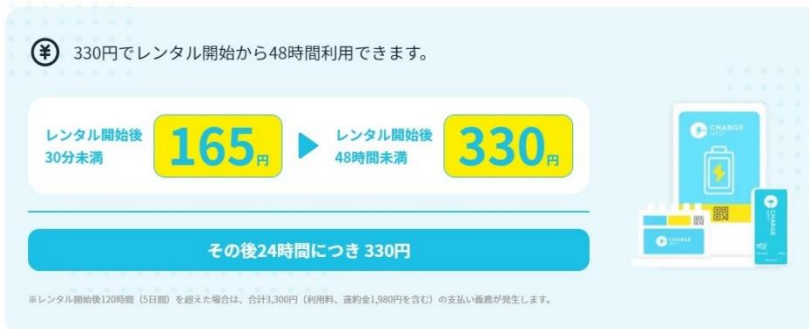 330円でレンタル開始から48時間利用できます。
レンタル開始後
30分未満
165円
レンタル開始後
48時間未満
330円
その後24時間につき 330円
※レンタル開始後120時間（5日間）を超えた場合は、合計3,300円（利用料、違約金1,980円を含む）の支払い義務が発生します。
CHARGE
SPOT
CHARGE
CHARGE
SPOT